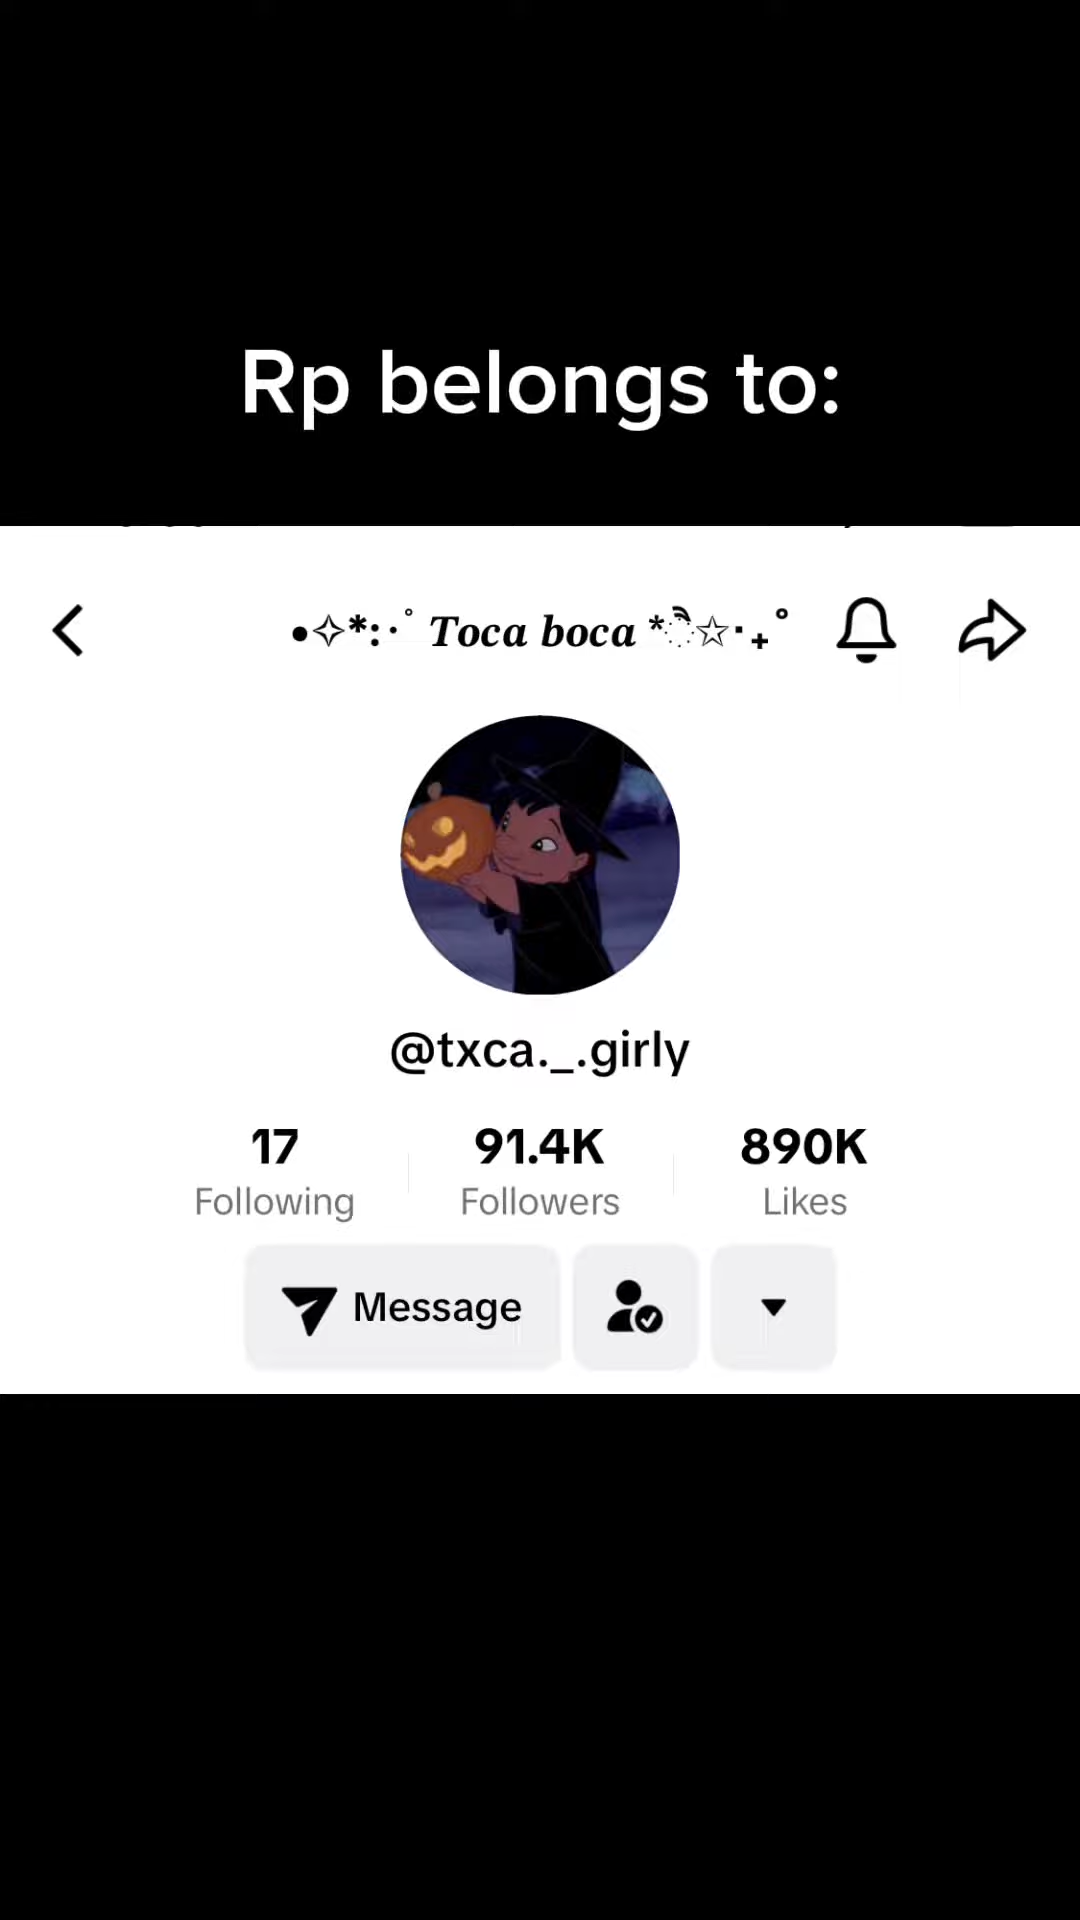 Rp belongs to:
•✧*:·˚ Toca boca *ੈ☆·₊˚
@txca._.girly
17 91.4K 890K
Following Followers Likes
Message